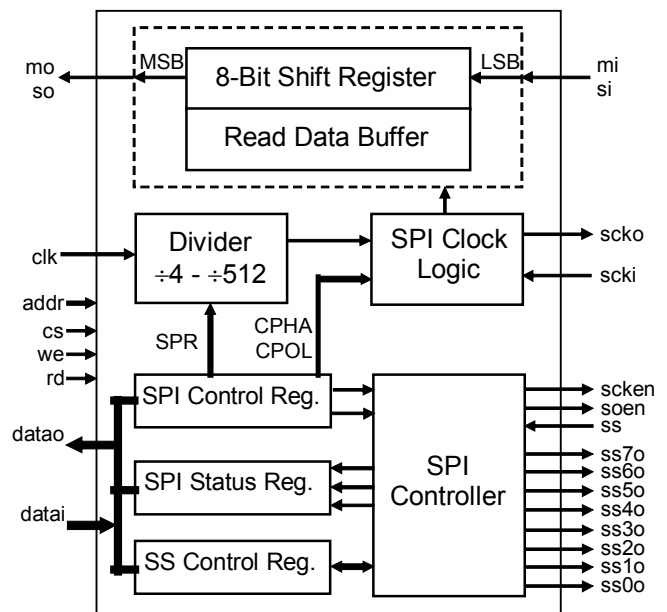 mo
so
MSB
8-Bit Shift Register
LSB
mi
si
Read Data Buffer
clk
Divider
÷4 - ÷512
SPI Clock
Logic
scko
scki
addr
cs
we
rd
SPR
CPHA
CPOL
SPI Control Reg.
scken
soen
ss
datao
SPI Status Reg.
SPI
Controller
ss7o
ss6o
ss5o
ss4o
ss3o
ss2o
ss1o
ss0o
datai
SS Control Reg.